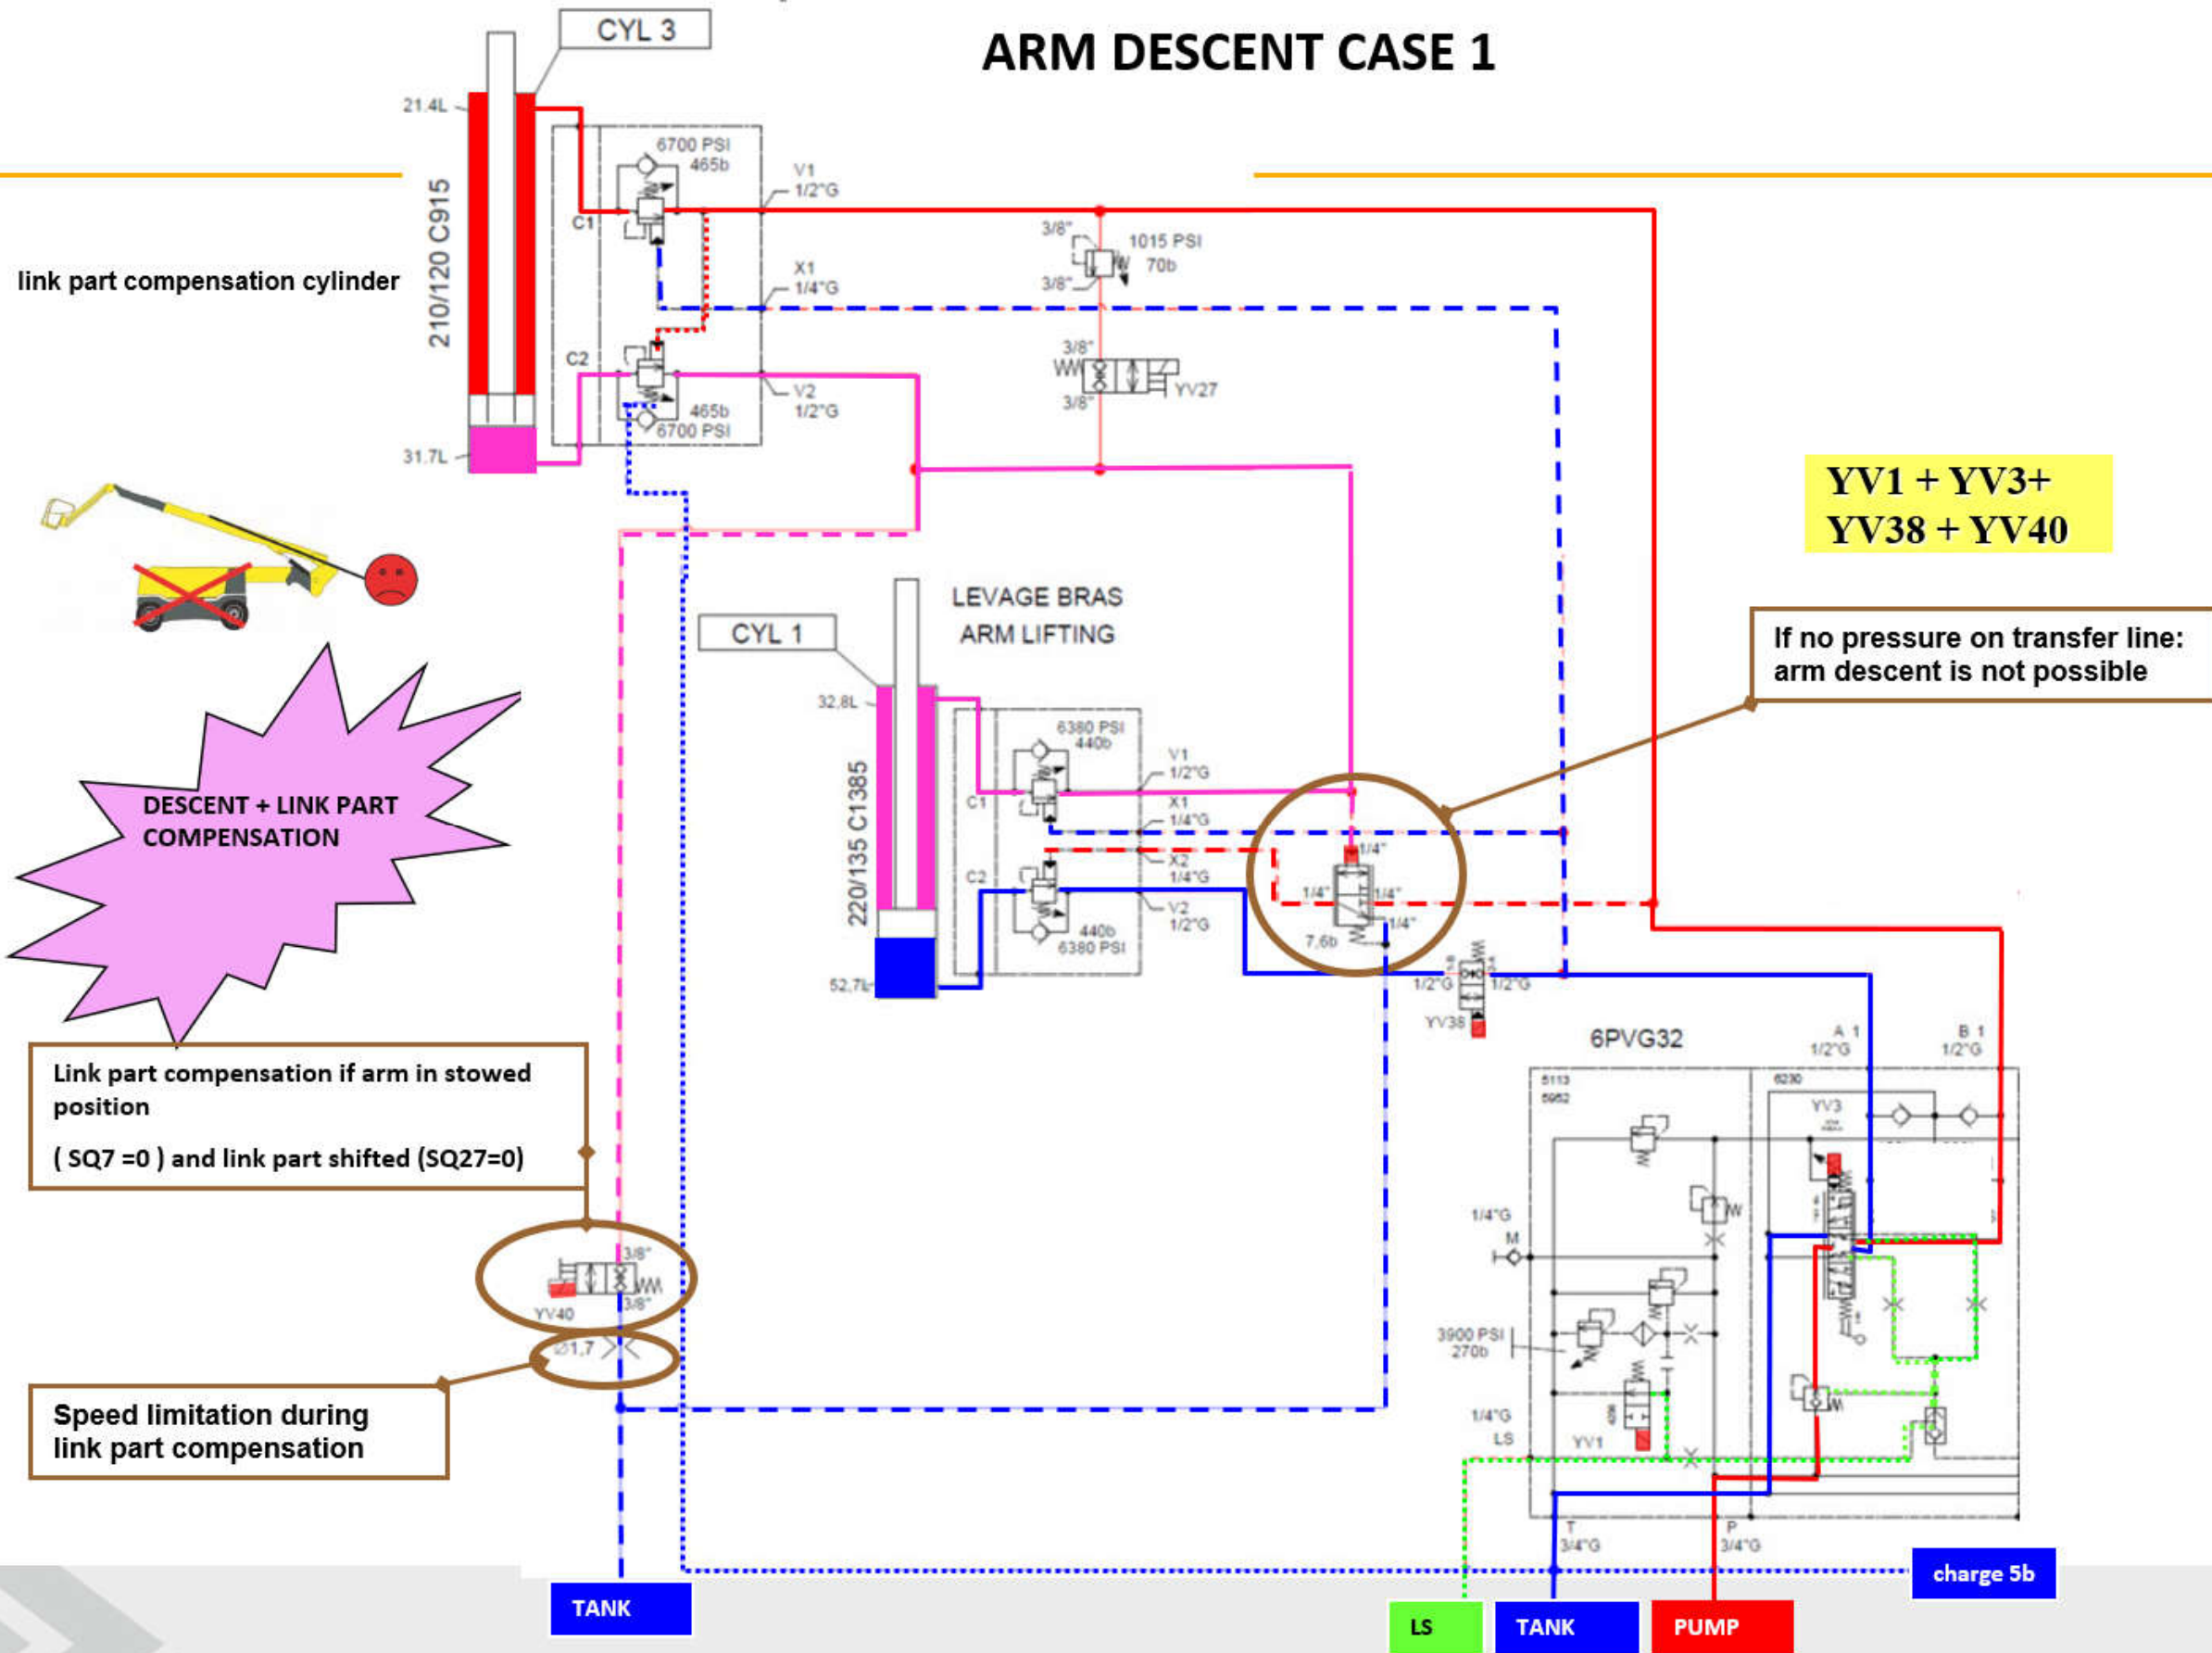 ARM DESCENT CASE 1
CYL 3
21.4L
210/120 C915
31.7L
link part compensation cylinder
6700 PSI
465b
C1
V1
1/2"G
X1
1/4"G
C2
V2
1/2"G
465b
6700 PSI
3/8"
1015 PSI
70b
3/8"
3/8"
YV27
3/8"
YV1 + YV3+
YV38 + YV40
If no pressure on transfer line:
arm descent is not possible
LEVAGE BRAS
ARM LIFTING
CYL 1
32,8L
220/135 C1385
52,7L
6380 PSI
440b
C1
V1
1/2"G
X1
1/4"G
X2
1/4"G
C2
V2
1/2"G
440b
6380 PSI
1/4"
1/4"
1/4"
1/4"
7,6b
1/2"G
1/2"G
YV38
DESCENT + LINK PART
COMPENSATION
Link part compensation if arm in stowed
position
( SQ7 =0 ) and link part shifted (SQ27=0)
3/8"
3/8"
YV40
Ø1,7
Speed limitation during
link part compensation
6PVG32
A 1
1/2"G
B 1
1/2"G
5113
5952
6230
YV3
1/4"G
M
3900 PSI
270b
1/4"G
LS
YV1
T
3/4"G
P
3/4"G
charge 5b
TANK
LS
TANK
PUMP